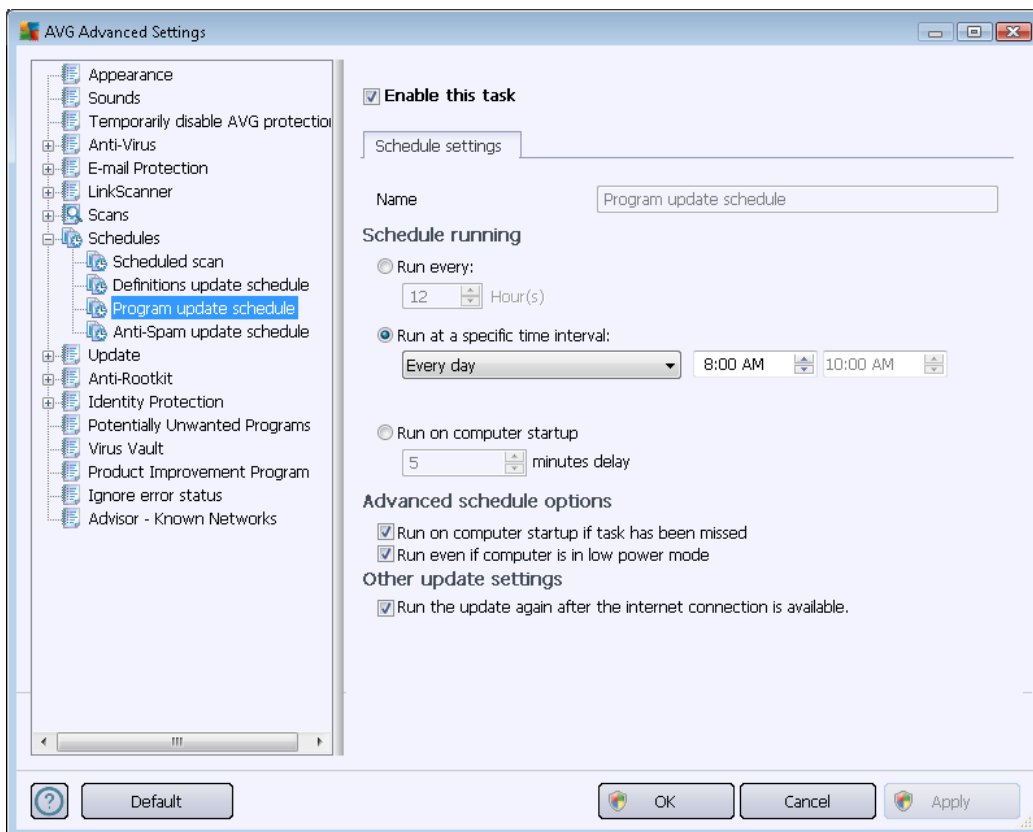 AVG Advanced Settings
Appearance
Sounds
Temporarily disable AVG protection
Anti-Virus
E-mail Protection
LinkScanner
Scans
Schedules
Scheduled scan
Definitions update schedule
Program update schedule
Anti-Spam update schedule
Update
Anti-Rootkit
Identity Protection
Potentially Unwanted Programs
Virus Vault
Product Improvement Program
Ignore error status
Advisor - Known Networks
Enable this task
Schedule settings
Name Program update schedule
Schedule running
Run every:
12 Hour(s)
Run at a specific time interval:
Every day 8:00 AM 10:00 AM
Run on computer startup
5 minutes delay
Advanced schedule options
Run on computer startup if task has been missed
Run even if computer is in low power mode
Other update settings
Run the update again after the internet connection is available.
? Default OK Cancel Apply